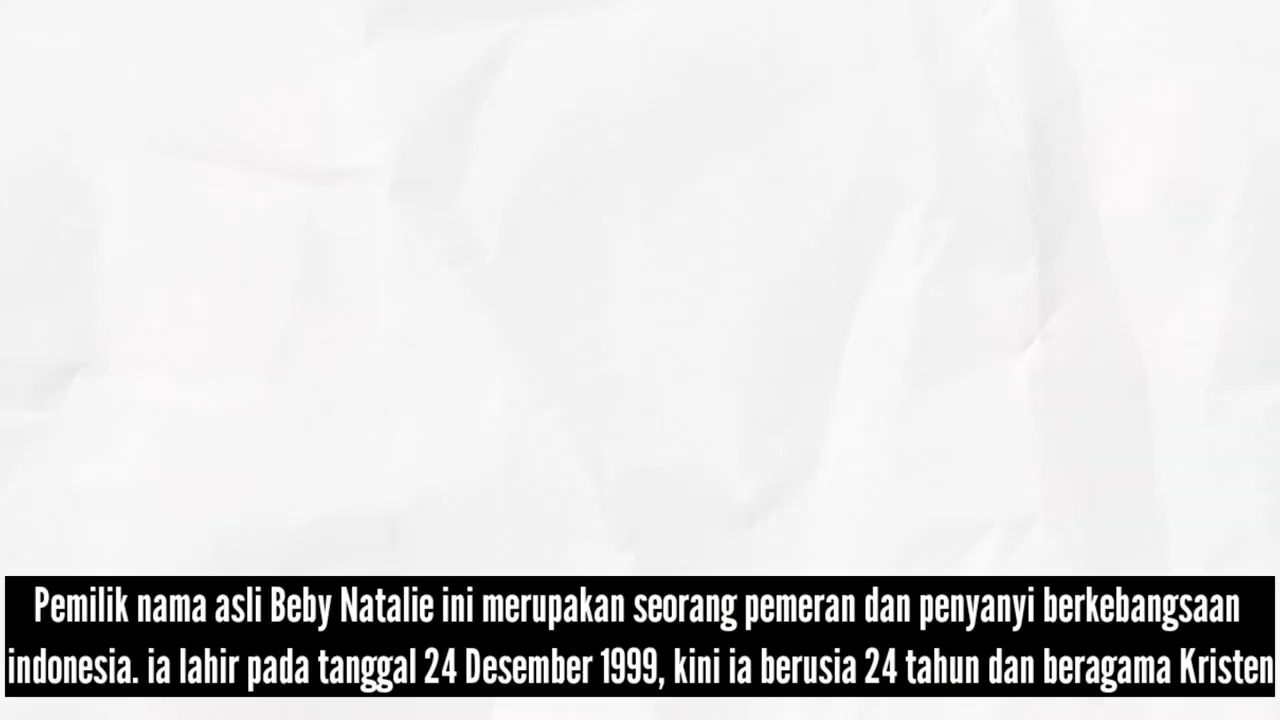 Pemilik nama asli Beby Natalie ini merupakan seorang pemeran dan penyanyi berkebangsaan
indonesia. ia lahir pada tanggal 24 Desember 1999, kini ia berusia 24 tahun dan beragama Kristen